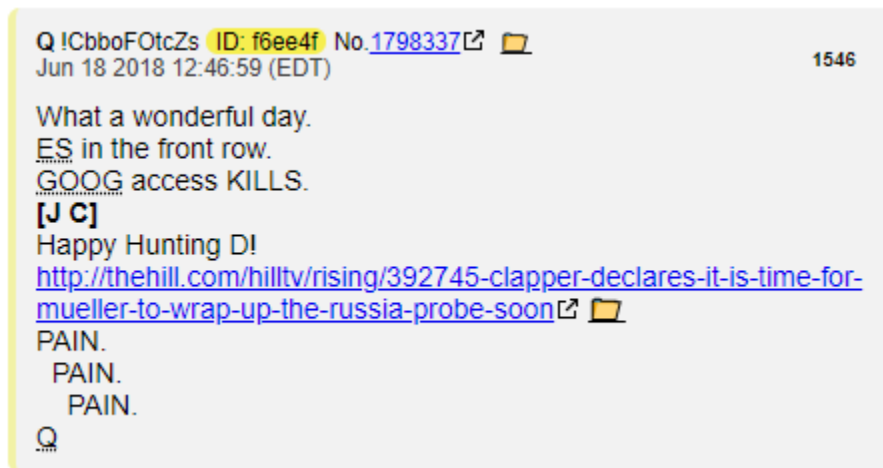 Q !CbboFOtcZs ID: f6ee4f No.1798337
Jun 18 2018 12:46:59 (EDT)
1546
What a wonderful day.
ES in the front row.
GOOG access KILLS.
[J C]
Happy Hunting D!
http://thehill.com/hilltv/rising/392745-clapper-declares-it-is-time-for-
mueller-to-wrap-up-the-russia-probe-soon
PAIN.
PAIN.
PAIN.
Q